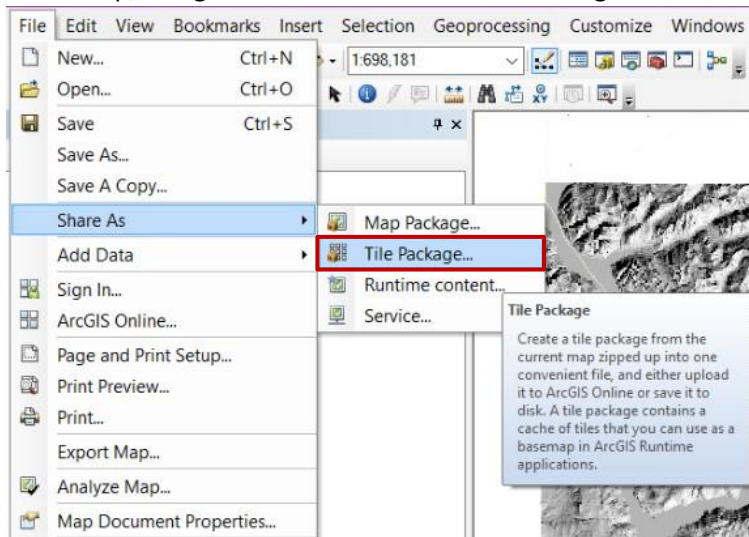 File Edit View Bookmarks Insert Selection Geoprocessing Customize Windows
New... Ctrl+N
1:698,181
Open... Ctrl+O
Save Ctrl+S
Save As...
Save A Copy...
Share As
Map Package...
Add Data
Tile Package...
Sign In...
Runtime content...
ArcGIS Online...
Service...
Page and Print Setup...
Print Preview...
Print...
Export Map...
Analyze Map...
Map Document Properties...
Tile Package
Create a tile package from the
current map zipped up into one
convenient file, and either upload
it to ArcGIS Online or save it to
disk. A tile package contains a
cache of tiles that you can use as a
basemap in ArcGIS Runtime
applications.